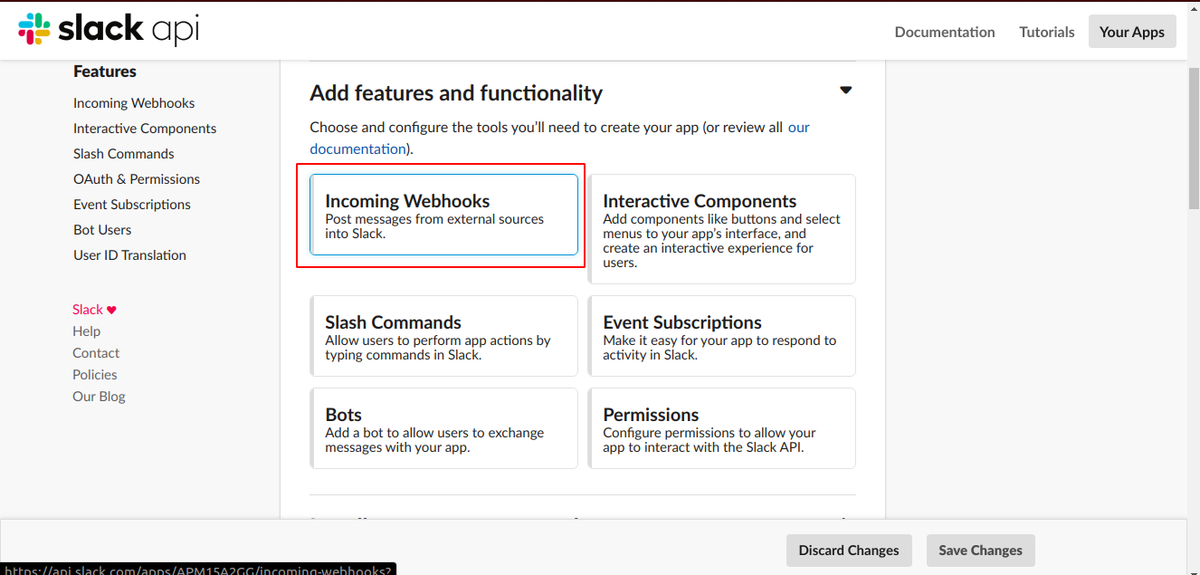 slack api
Documentation
Tutorials
Your Apps
Features
Incoming Webhooks
Interactive Components
Slash Commands
OAuth & Permissions
Event Subscriptions
Bot Users
User ID Translation
Slack ♥
Help
Contact
Policies
Our Blog
Add features and functionality
Choose and configure the tools you’ll need to create your app (or review all our
documentation).
Incoming Webhooks
Post messages from external sources
into Slack.
Interactive Components
Add components like buttons and select
menus to your app’s interface, and
create an interactive experience for
users.
Slash Commands
Allow users to perform app actions by
typing commands in Slack.
Event Subscriptions
Make it easy for your app to respond to
activity in Slack.
Bots
Add a bot to allow users to exchange
messages with your app.
Permissions
Configure permissions to allow your
app to interact with the Slack API.
Discard Changes
Save Changes
https://api.slack.com/apps/APM15A2GG/incoming-webhooks?